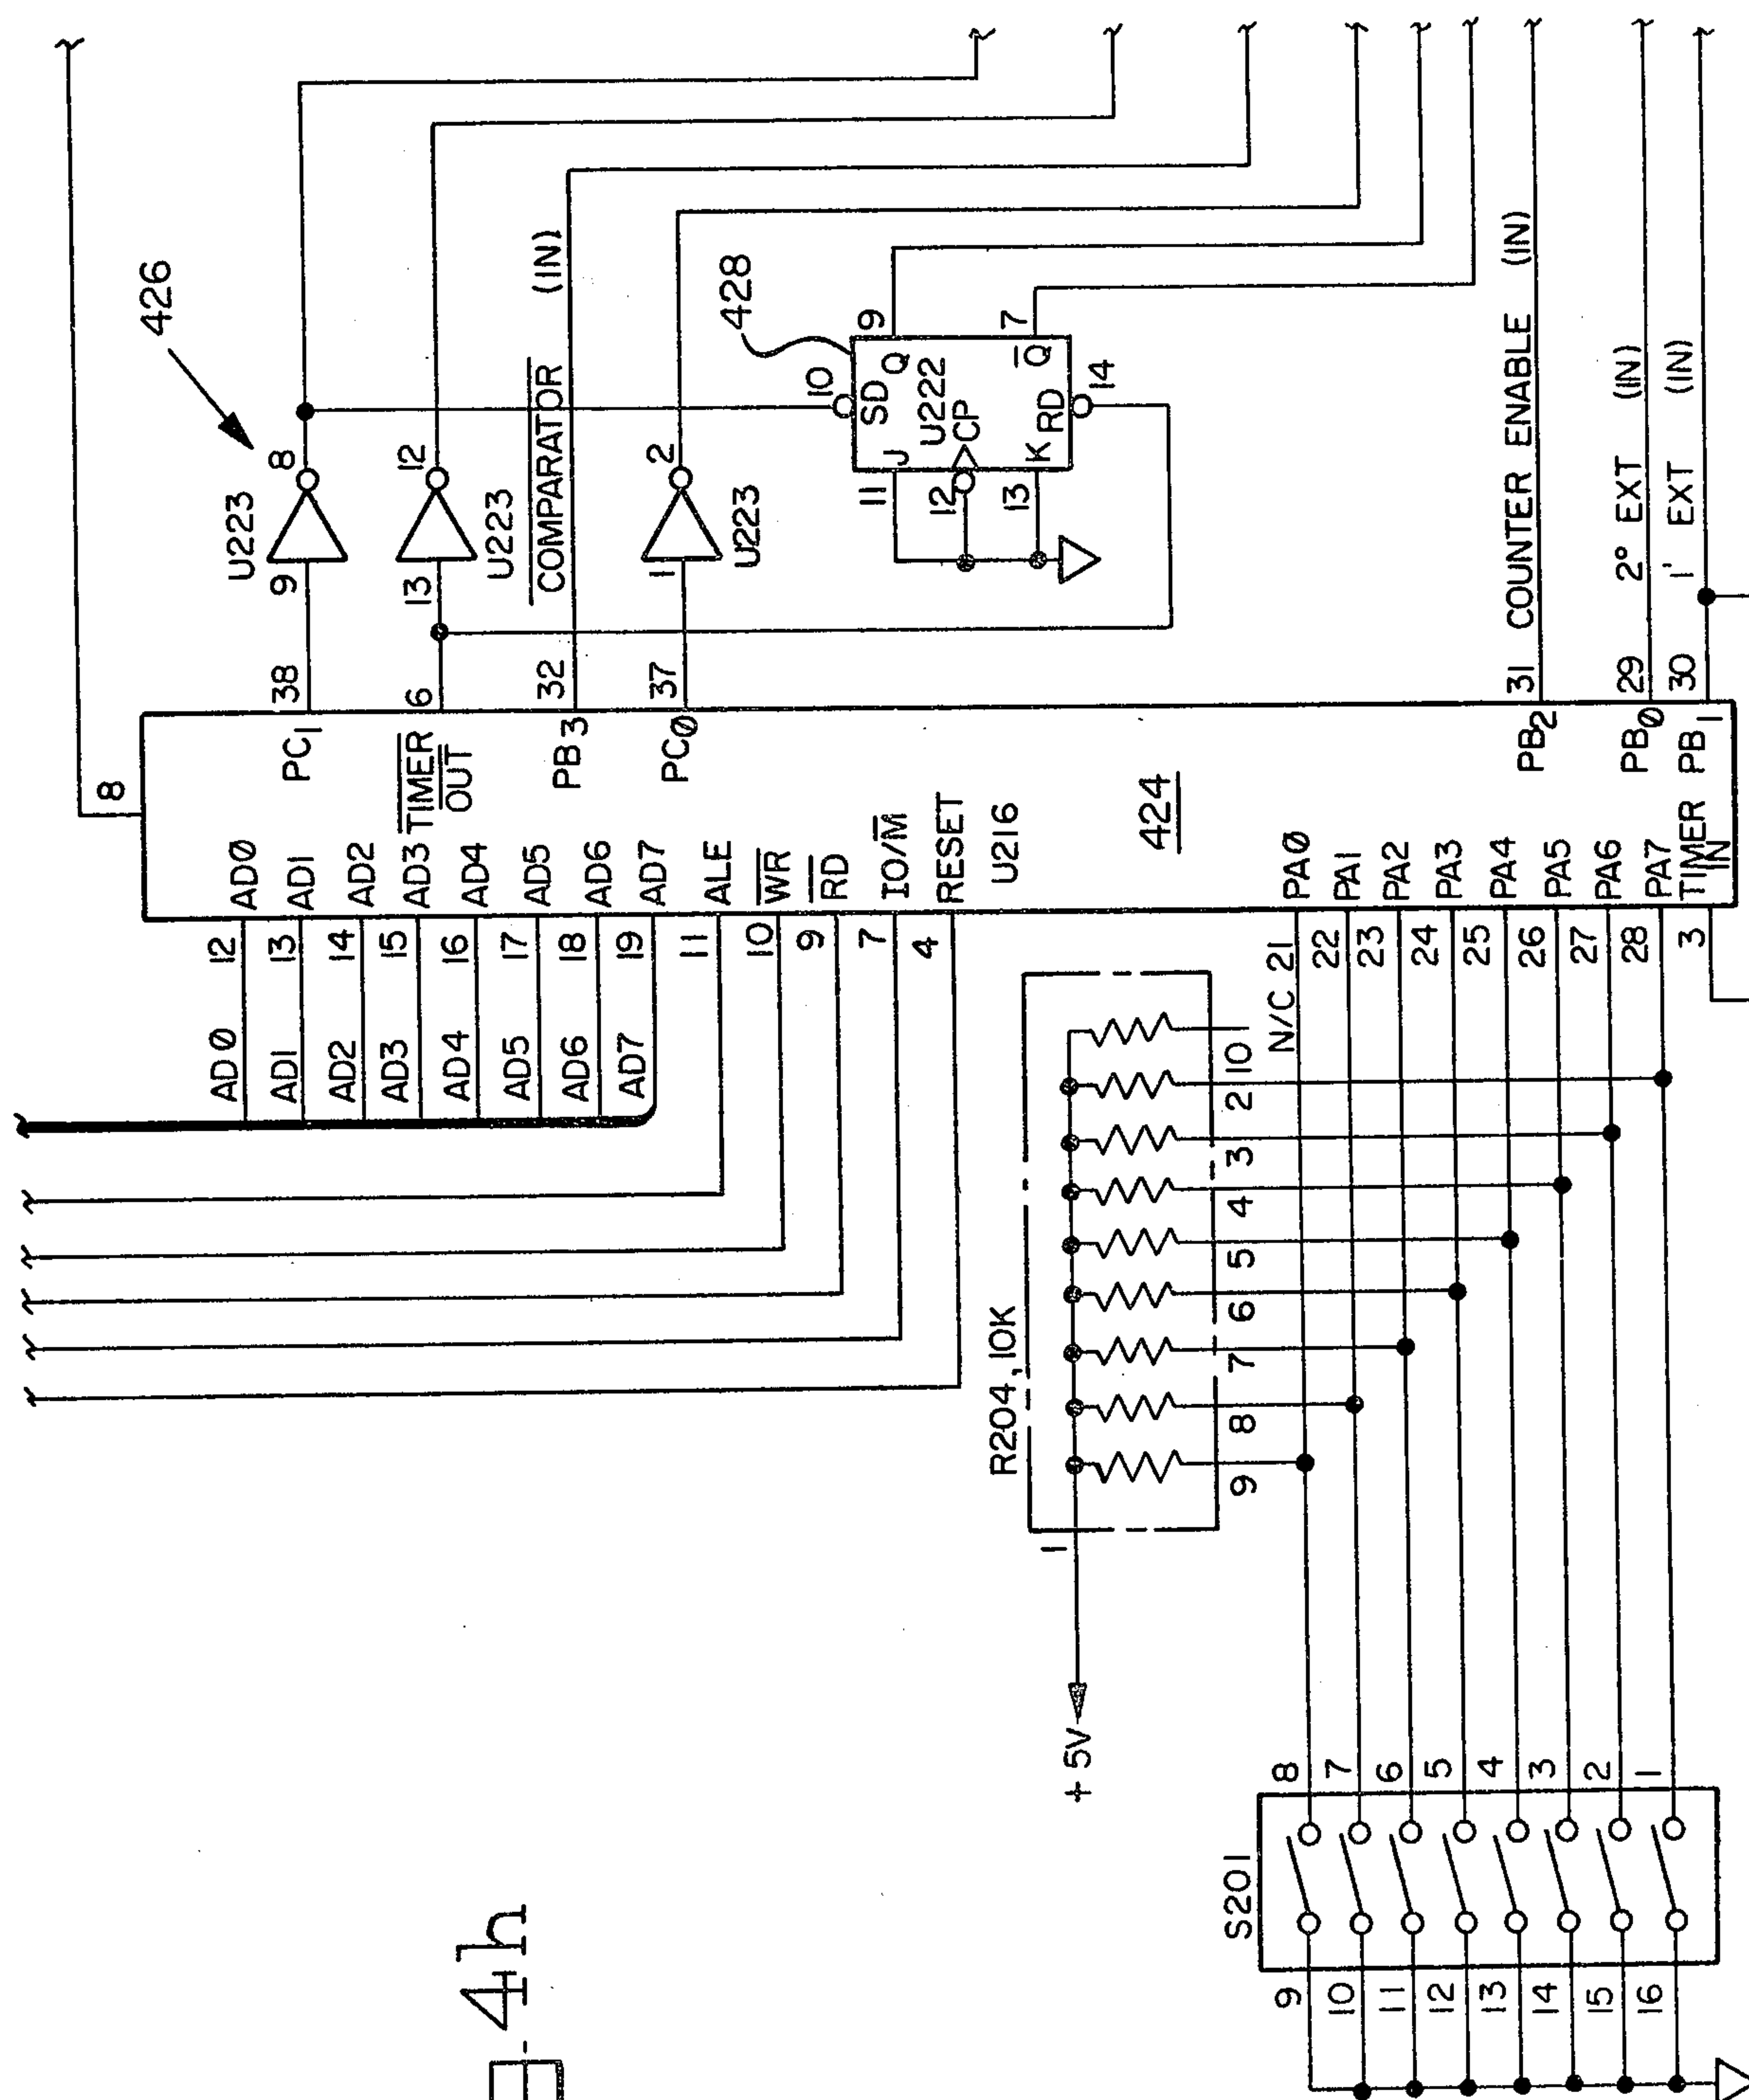 426
U223
9
8
13
12
U223
COMPARATOR (IN)
1
2
U223
428
10
SD
J
Q
9
U222
CP
K
Q
7
RD
14
11
12
13
COUNTER ENABLE (IN)
2° EXT (IN)
1' EXT (IN)
8
38
6
32
37
31
29
30
PC1
TIMER OUT
PB3
PC0
PB2
PB0
PB1
AD0
AD1
AD2
AD3
AD4
AD5
AD6
AD7
ALE
WR
RD
IO/M
RESET
U216
424
PA0
PA1
PA2
PA3
PA4
PA5
PA6
PA7
TIMER IN
12
13
14
15
16
17
18
19
11
10
9
7
4
N/C 21
22
23
24
25
26
27
28
3
AD0
AD1
AD2
AD3
AD4
AD5
AD6
AD7
R204, 10K
10
2
3
4
5
6
7
8
9
1
+5V
S201
8
7
6
5
4
3
2
1
9
10
11
12
13
14
15
16
4h